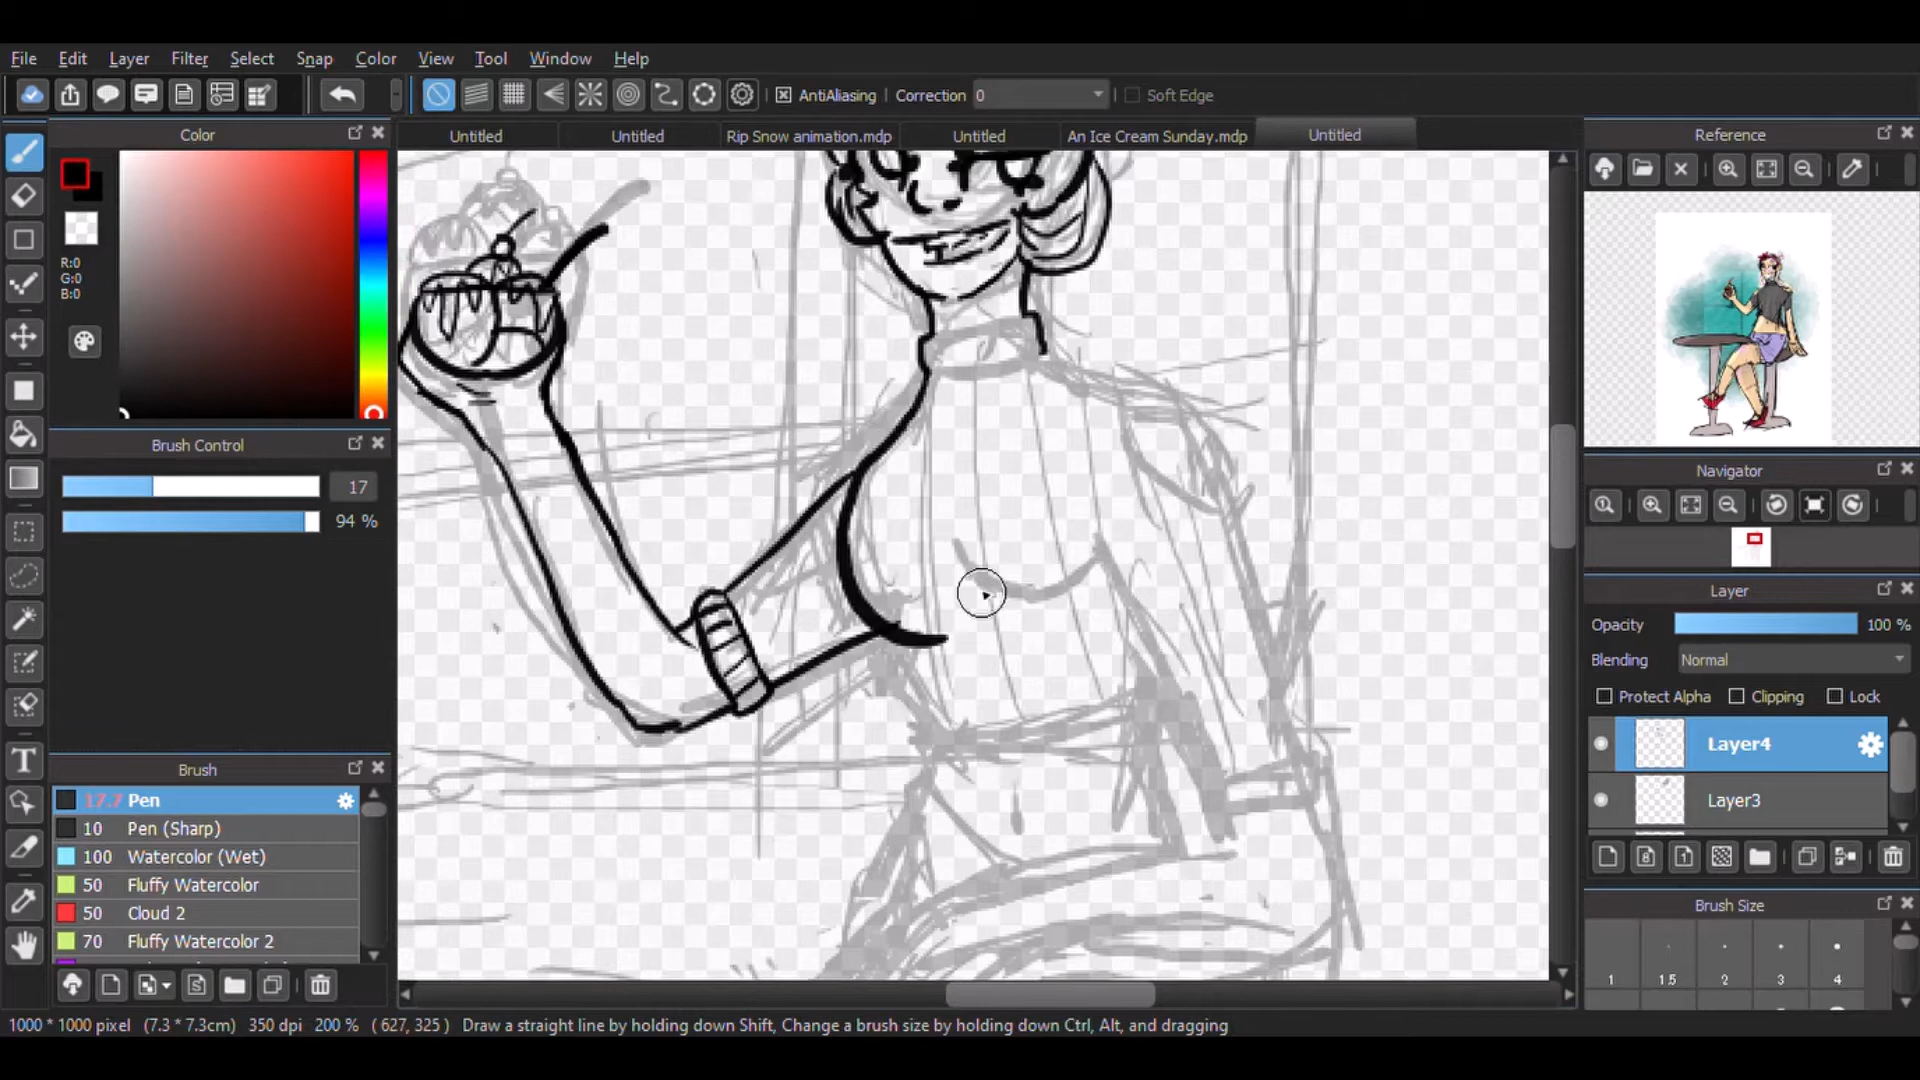 File Edit Layer Filter Select Snap Color View Tool Window Help
AntiAliasing Correction 0 Soft Edge
Color
R:0
G:0
B:0
Brush Control
17
94 %
Brush
17.7 Pen
10 Pen (Sharp)
100 Watercolor (Wet)
50 Fluffy Watercolor
50 Cloud 2
70 Fluffy Watercolor 2
Untitled Untitled Rip Snow animation.mdp Untitled An Ice Cream Sunday.mdp Untitled
Reference
Navigator
Layer
Opacity 100 %
Blending Normal
Protect Alpha Clipping Lock
Layer4
Layer3
8 1
Brush Size
1 1.5 2 3 4
1000 * 1000 pixel (7.3 * 7.3cm) 350 dpi 200 % ( 627, 325 ) Draw a straight line by holding down Shift, Change a brush size by holding down Ctrl, Alt, and dragging